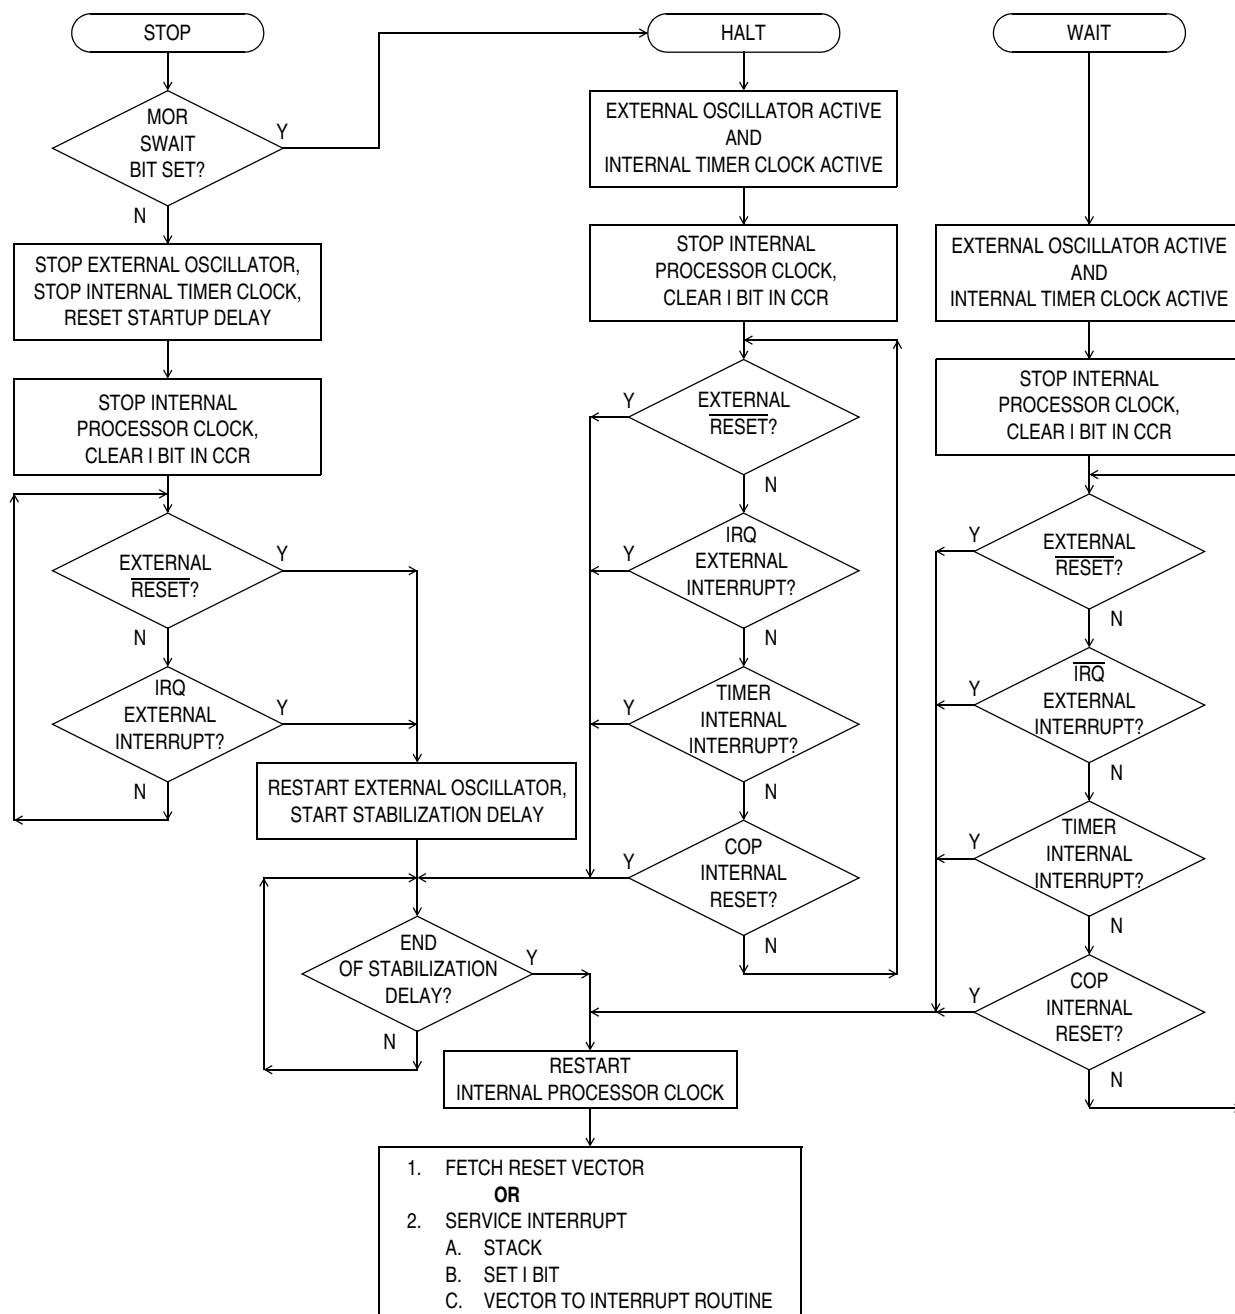 STOP
MOR
SWAIT
BIT SET?
Y
N
STOP EXTERNAL OSCILLATOR,
STOP INTERNAL TIMER CLOCK,
RESET STARTUP DELAY
STOP INTERNAL
PROCESSOR CLOCK,
CLEAR I BIT IN CCR
EXTERNAL
RESET?
Y
N
IRQ
EXTERNAL
INTERRUPT?
Y
N
RESTART EXTERNAL OSCILLATOR,
START STABILIZATION DELAY
END
OF STABILIZATION
DELAY?
Y
N
HALT
EXTERNAL OSCILLATOR ACTIVE
AND
INTERNAL TIMER CLOCK ACTIVE
STOP INTERNAL
PROCESSOR CLOCK,
CLEAR I BIT IN CCR
EXTERNAL
RESET?
Y
N
IRQ
EXTERNAL
INTERRUPT?
Y
N
TIMER
INTERNAL
INTERRUPT?
Y
N
COP
INTERNAL
RESET?
Y
N
WAIT
EXTERNAL OSCILLATOR ACTIVE
AND
INTERNAL TIMER CLOCK ACTIVE
STOP INTERNAL
PROCESSOR CLOCK,
CLEAR I BIT IN CCR
EXTERNAL
RESET?
Y
N
IRQ
EXTERNAL
INTERRUPT?
Y
N
TIMER
INTERNAL
INTERRUPT?
Y
N
COP
INTERNAL
RESET?
Y
N
RESTART
INTERNAL PROCESSOR CLOCK
1. FETCH RESET VECTOR
OR
2. SERVICE INTERRUPT
A. STACK
B. SET I BIT
C. VECTOR TO INTERRUPT ROUTINE